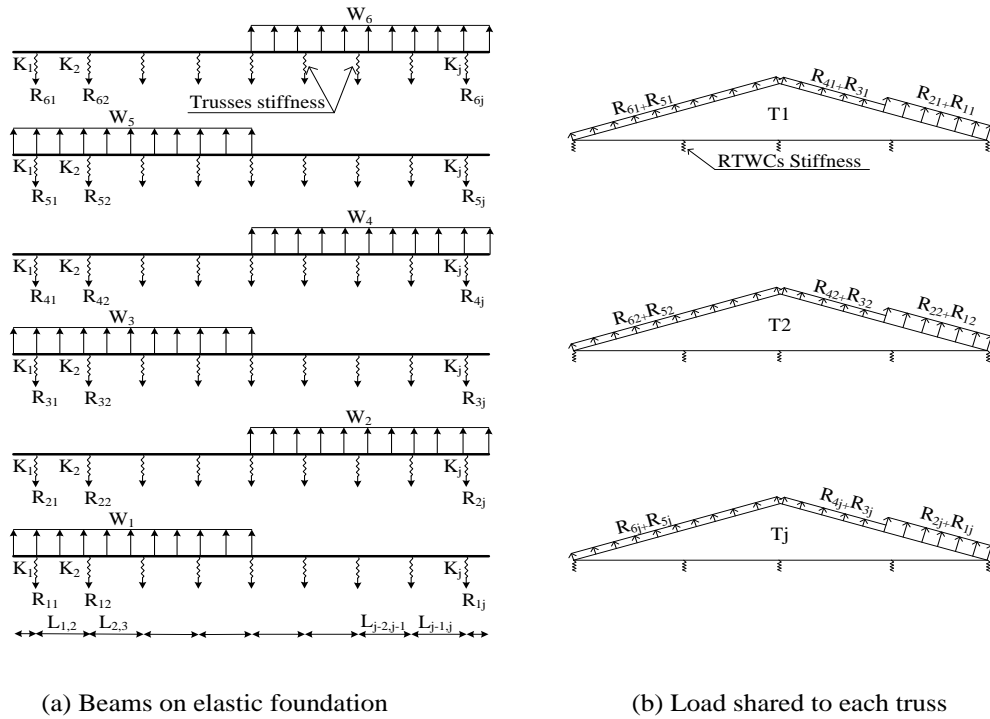 W6
K1 K2 Kj
R61 R62 R6j
Trusses stiffness
W5
K1 K2 Kj
R51 R52 R5j
W4
K1 K2 Kj
R41 R42 R4j
W3
K1 K2 Kj
R31 R32 R3j
W2
K1 K2 Kj
R21 R22 R2j
W1
K1 K2 Kj
R11 R12 R1j
L1,2 L2,3 Lj-2,j-1 Lj-1,j
(a) Beams on elastic foundation
R61+R51 R41+R31 R21+R11
T1
RTWCs Stiffness
R62+R52 R42+R32 R22+R12
T2
R6j+R5j R4j+R3j R2j+R1j
Tj
(b) Load shared to each truss